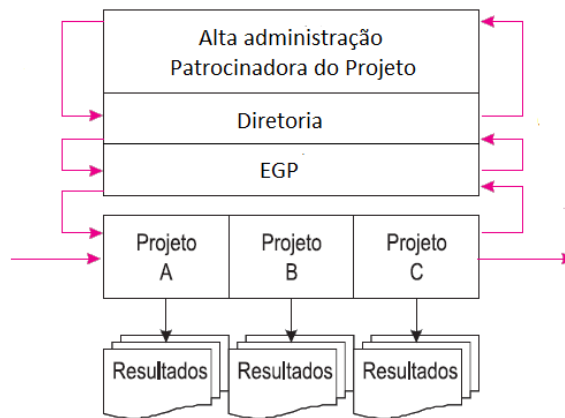 Alta administração
Patrocinadora do Projeto
Diretoria
EGP
Projeto Projeto Projeto
A B C
Resultados Resultados Resultados